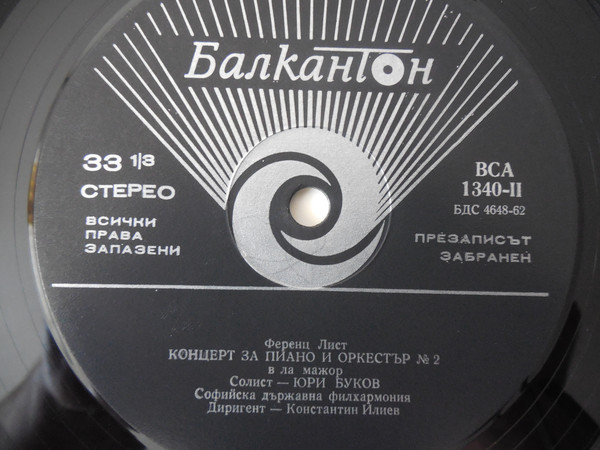 Балкантон
33 1/3
СТЕРЕО
ВСИЧКИ
ПРАВА
ЗАПАЗЕНИ
ВСА
1340-II
БДС 4648-62
ПРЕЗАПИСЪТ
ЗАБРАНЕН
Ференц Лист
КОНЦЕРТ ЗА ПИАНО И ОРКЕСТЪР № 2
в ла мажор
Солист — ЮРИ БУКОВ
Софийска държавна филхармония
Диригент — Константин Илиев